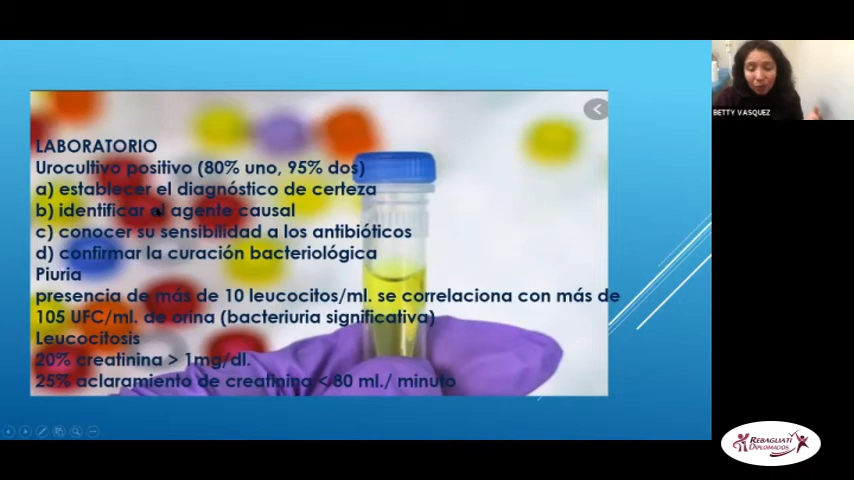 LABORATORIO
Urocultivo positivo (80% uno, 95% dos)
a) establecer el diagnóstico de certeza
b) identificar el agente causal
c) conocer su sensibilidad a los antibióticos
d) confirmar la curación bacteriológica
Piuria
presencia de más de 10 leucocitos/ml. se correlaciona con más de
105 UFC/ml. de orina (bacteriuria significativa)
Leucocitosis
20% creatinina > 1mg/dl.
25% aclaramiento de creatinina < 80 ml./ minuto
BETTY VASQUEZ
REBAGLIATI
DIPLOMADOS